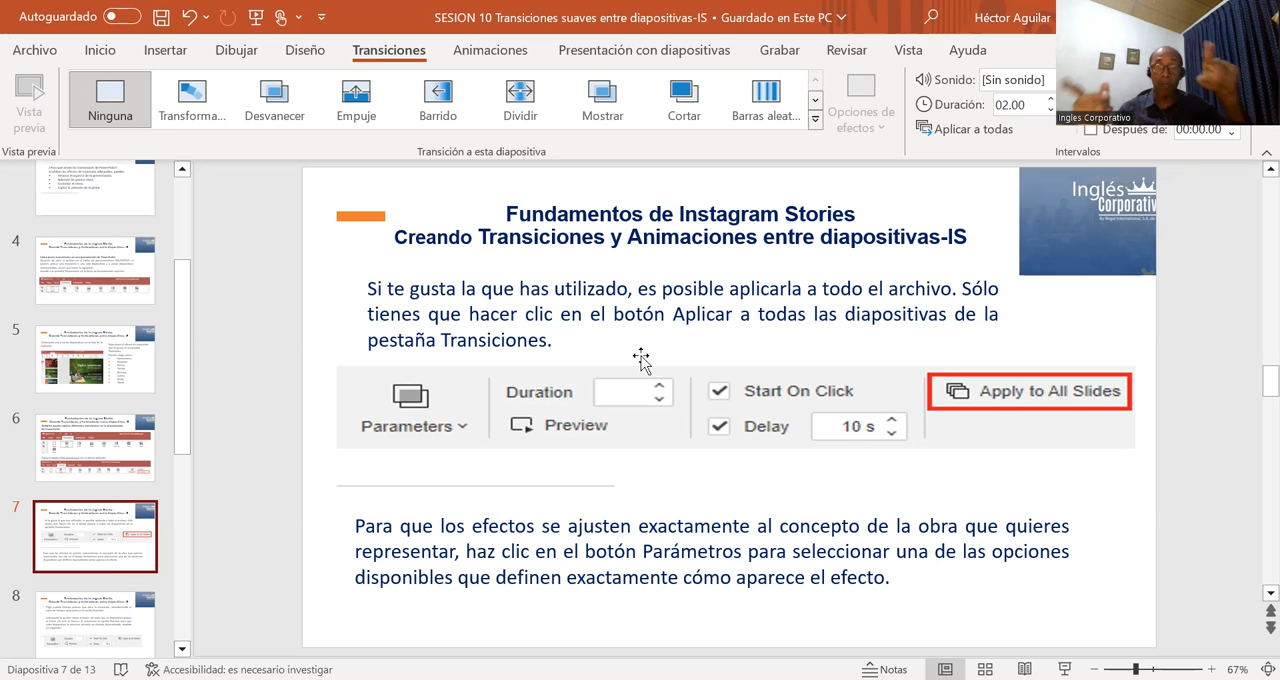 Autoguardado
SESION 10 Transiciones suaves entre diapositivas-IS • Guardado en Este PC
Héctor Aguilar
Archivo Inicio Insertar Dibujar Diseño Transiciones Animaciones Presentación con diapositivas Grabar Revisar Vista Ayuda
Vista previa
Ninguna Transforma... Desvanecer Empuje Barrido Dividir Mostrar Cortar Barras aleat...
Opciones de efectos
Sonido: [Sin sonido]
Duración: 02.00
Aplicar a todas
Después de: 00:00.00
Ingles Corporativo
Vista previa Transición a esta diapositiva Intervalos
4
5
6
7
8
Inglés
Corporativo
Fundamentos de Instagram Stories
Creando Transiciones y Animaciones entre diapositivas-IS
Si te gusta la que has utilizado, es posible aplicarla a todo el archivo. Sólo
tienes que hacer clic en el botón Aplicar a todas las diapositivas de la
pestaña Transiciones.
Duration Start On Click Apply to All Slides
Parameters Preview Delay 10 s
Para que los efectos se ajusten exactamente al concepto de la obra que quieres
representar, haz clic en el botón Parámetros para seleccionar una de las opciones
disponibles que definen exactamente cómo aparece el efecto.
Diapositiva 7 de 13 Accesibilidad: es necesario investigar Notas 67%